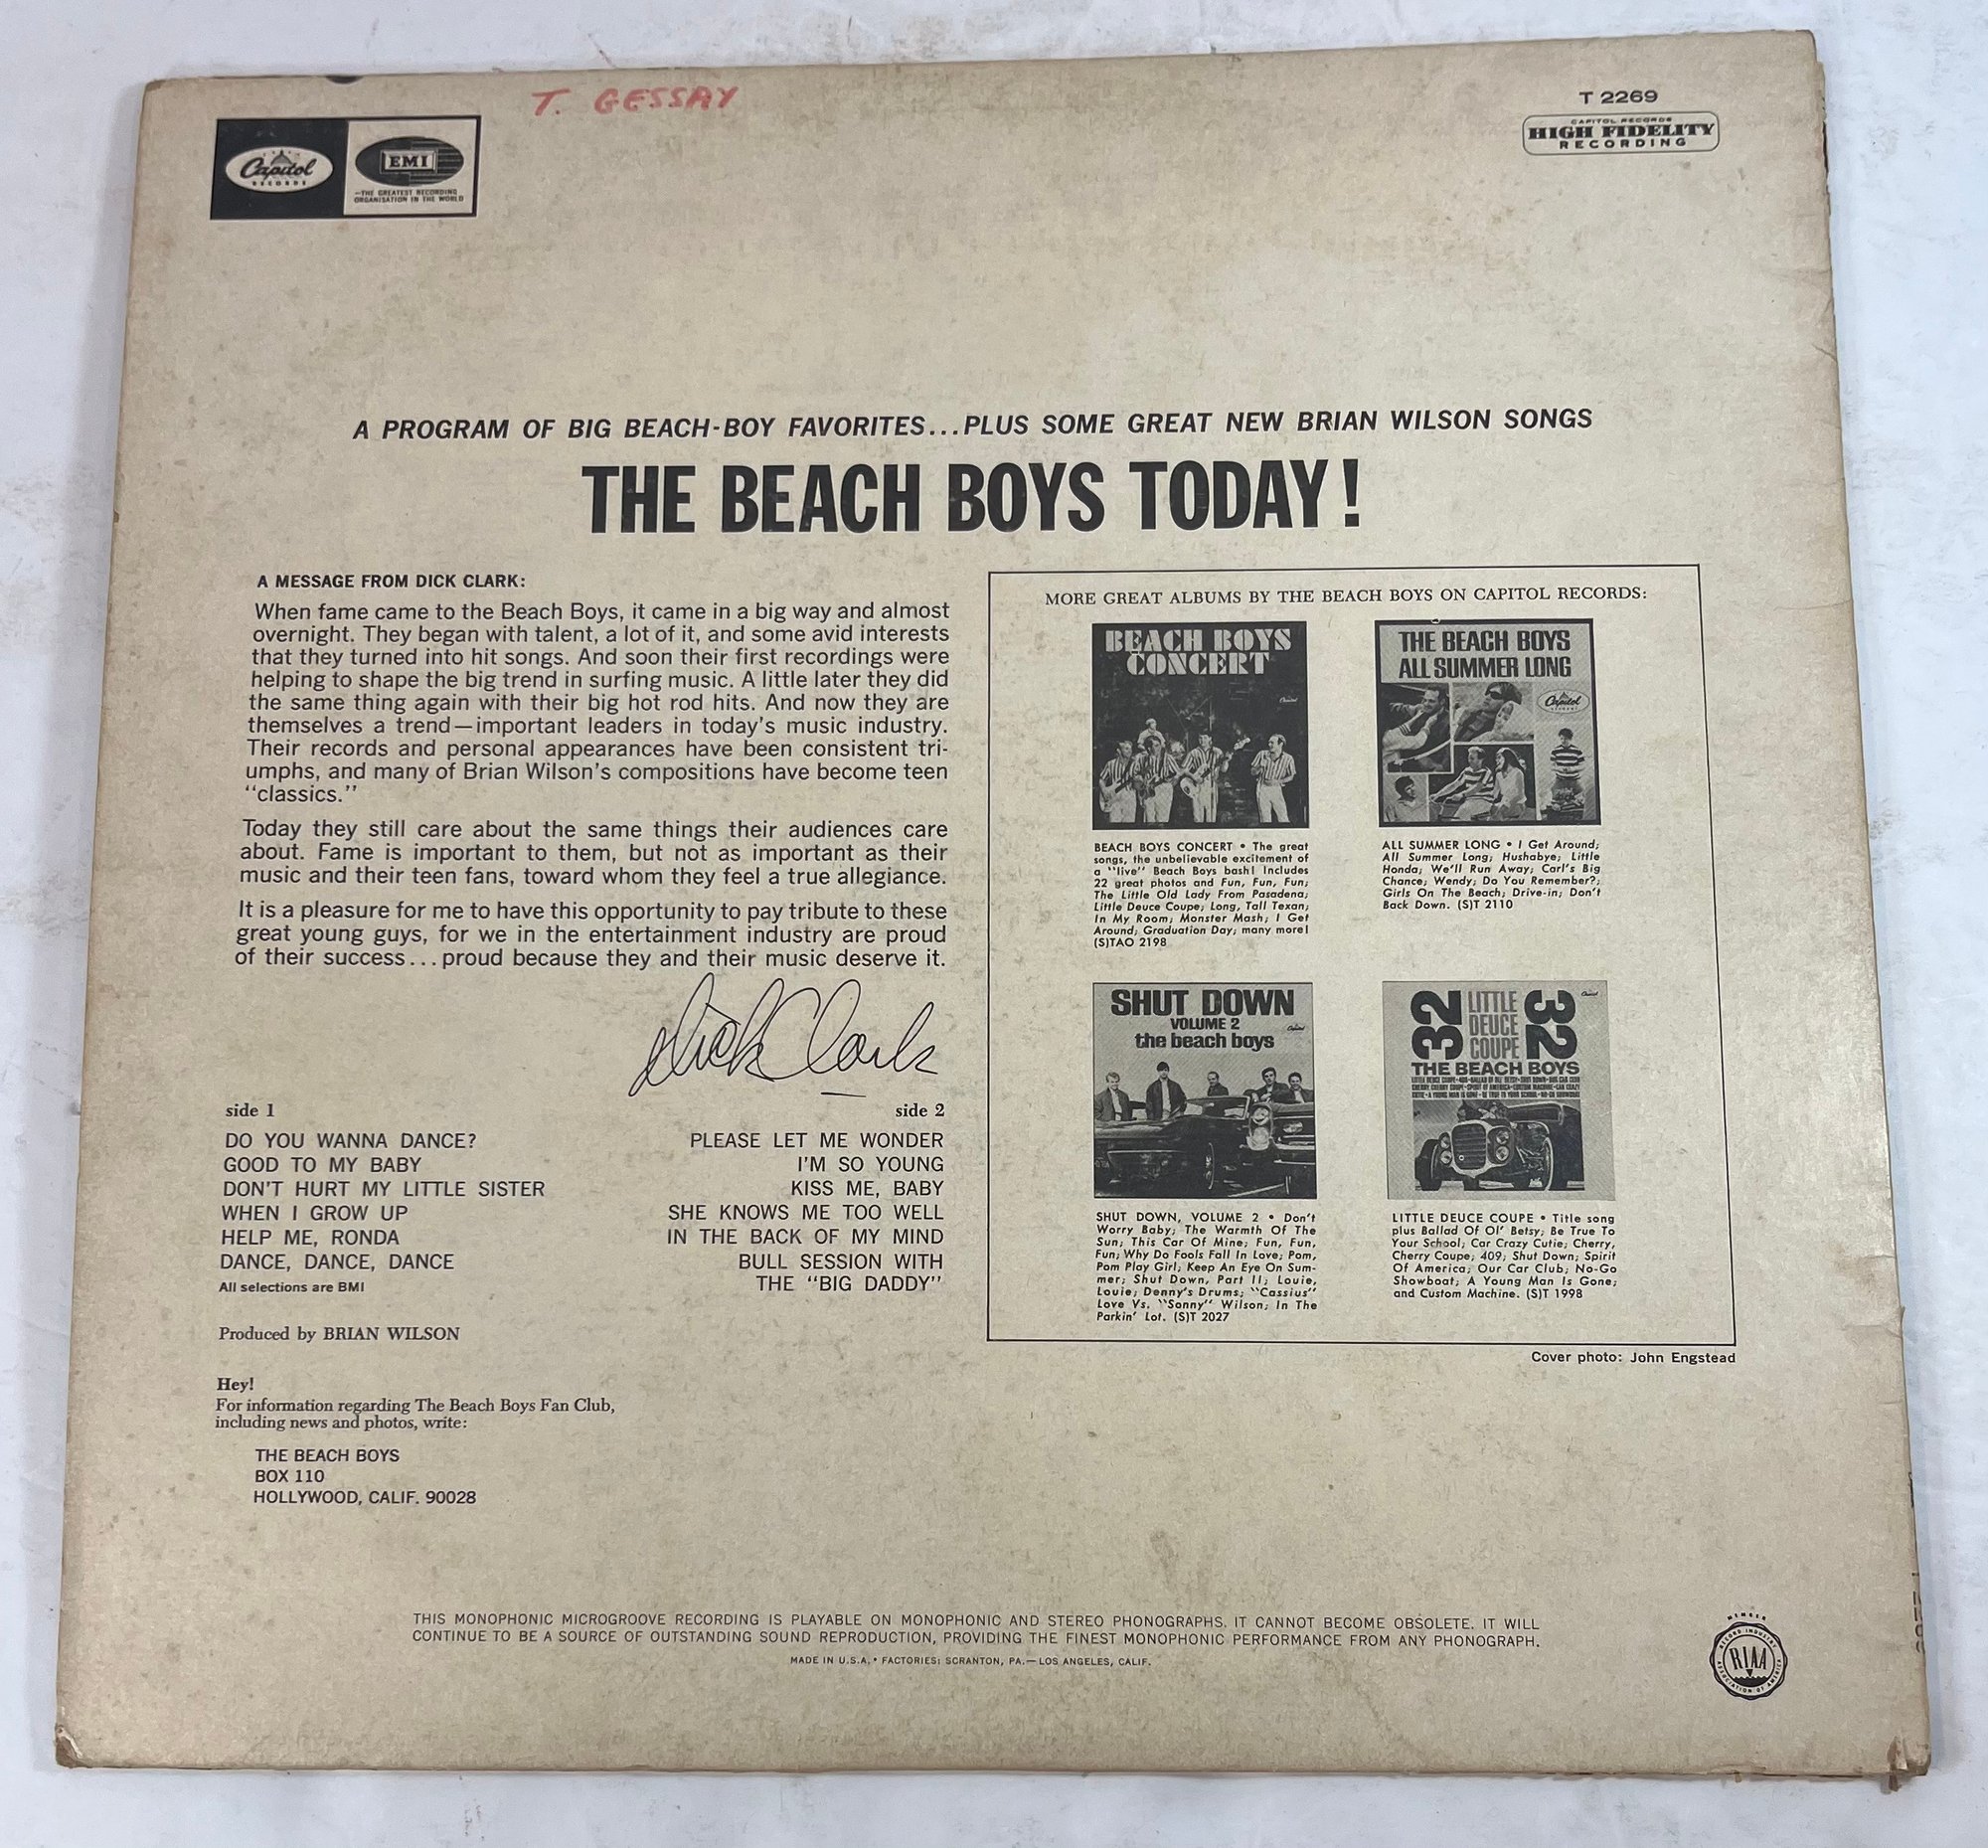 T. GESSAY
Capitol
RECORDS
EMI
—THE GREATEST RECORDING
ORGANISATION IN THE WORLD
T 2269
CAPITOL RECORDS
HIGH FIDELITY
RECORDING
A PROGRAM OF BIG BEACH-BOY FAVORITES...PLUS SOME GREAT NEW BRIAN WILSON SONGS
THE BEACH BOYS TODAY!
A MESSAGE FROM DICK CLARK:
When fame came to the Beach Boys, it came in a big way and almost
overnight. They began with talent, a lot of it, and some avid interests
that they turned into hit songs. And soon their first recordings were
helping to shape the big trend in surfing music. A little later they did
the same thing again with their big hot rod hits. And now they are
themselves a trend—important leaders in today's music industry.
Their records and personal appearances have been consistent tri-
umphs, and many of Brian Wilson's compositions have become teen
"classics."
Today they still care about the same things their audiences care
about. Fame is important to them, but not as important as their
music and their teen fans, toward whom they feel a true allegiance.
It is a pleasure for me to have this opportunity to pay tribute to these
great young guys, for we in the entertainment industry are proud
of their success...proud because they and their music deserve it.
Dick Clark
side 1
DO YOU WANNA DANCE?
GOOD TO MY BABY
DON'T HURT MY LITTLE SISTER
WHEN I GROW UP
HELP ME, RONDA
DANCE, DANCE, DANCE
All selections are BMI
side 2
PLEASE LET ME WONDER
I'M SO YOUNG
KISS ME, BABY
SHE KNOWS ME TOO WELL
IN THE BACK OF MY MIND
BULL SESSION WITH
THE "BIG DADDY"
Produced by BRIAN WILSON
Hey!
For information regarding The Beach Boys Fan Club,
including news and photos, write:
THE BEACH BOYS
BOX 110
HOLLYWOOD, CALIF. 90028
MORE GREAT ALBUMS BY THE BEACH BOYS ON CAPITOL RECORDS:
BEACH BOYS
CONCERT
Capitol
BEACH BOYS CONCERT • The great
songs, the unbelievable excitement of
a "live" Beach Boys bash! Includes
22 great photos and Fun, Fun, Fun;
The Little Old Lady From Pasadena;
Little Deuce Coupe; Long, Tall Texan;
In My Room; Monster Mash; I Get
Around; Graduation Day; many more!
(S)TAO 2198
THE BEACH BOYS
ALL SUMMER LONG
Capitol
ALL SUMMER LONG • I Get Around;
All Summer Long; Hushabye; Little
Honda; We'll Run Away; Carl's Big
Chance; Wendy; Do You Remember?;
Girls On The Beach; Drive-in; Don't
Back Down. (S)T 2110
SHUT DOWN
VOLUME 2
the beach boys
Capitol
SHUT DOWN, VOLUME 2 • Don't
Worry Baby; The Warmth Of The
Sun; This Car Of Mine; Fun, Fun,
Fun; Why Do Fools Fall In Love; Pom,
Pom Play Girl; Keep An Eye On Sum-
mer; Shut Down, Part II; Louie,
Louie; Denny's Drums; "Cassius"
Love Vs. "Sonny" Wilson; In The
Parkin' Lot. (S)T 2027
32 LITTLE
DEUCE
COUPE 32
Capitol
THE BEACH BOYS
LITTLE DEUCE COUPE • Title song
plus Ballad Of Ol' Betsy; Be True To
Your School; Car Crazy Cutie; Cherry,
Cherry Coupe; 409; Shut Down; Spirit
Of America; Our Car Club; No-Go
Showboat; A Young Man Is Gone;
and Custom Machine. (S)T 1998
Cover photo: John Engstead
THIS MONOPHONIC MICROGROOVE RECORDING IS PLAYABLE ON MONOPHONIC AND STEREO PHONOGRAPHS. IT CANNOT BECOME OBSOLETE. IT WILL
CONTINUE TO BE A SOURCE OF OUTSTANDING SOUND REPRODUCTION, PROVIDING THE FINEST MONOPHONIC PERFORMANCE FROM ANY PHONOGRAPH.
MADE IN U.S.A. • FACTORIES: SCRANTON, PA.—LOS ANGELES, CALIF.
MEMBER
RECORD INDUSTRY
RIAA
ASSOCIATION OF AMERICA